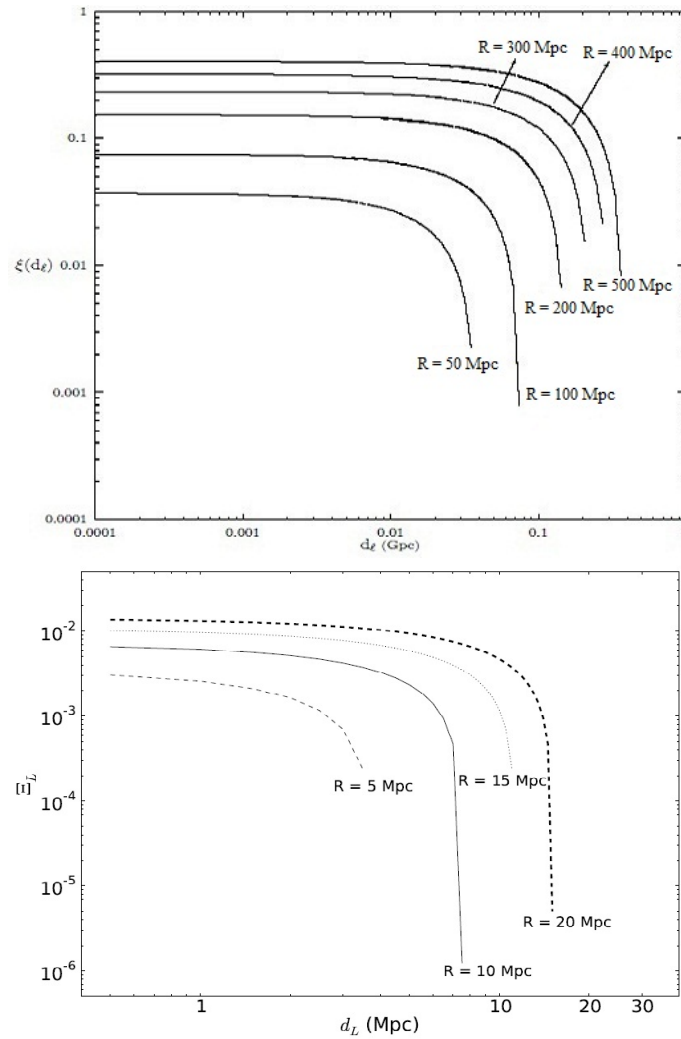 1
R = 300 Mpc
R = 400 Mpc
0.1
ξ(dℓ)
0.01
R = 500 Mpc
R = 200 Mpc
R = 50 Mpc
R = 100 Mpc
0.001
0.0001
0.0001 0.001 0.01 0.1 1
dℓ (Gpc)
10⁻²
10⁻³
R = 5 Mpc
R = 15 Mpc
Ξ_L
10⁻⁴
10⁻⁵
R = 20 Mpc
R = 10 Mpc
10⁻⁶
1 10 20 30
d_L (Mpc)